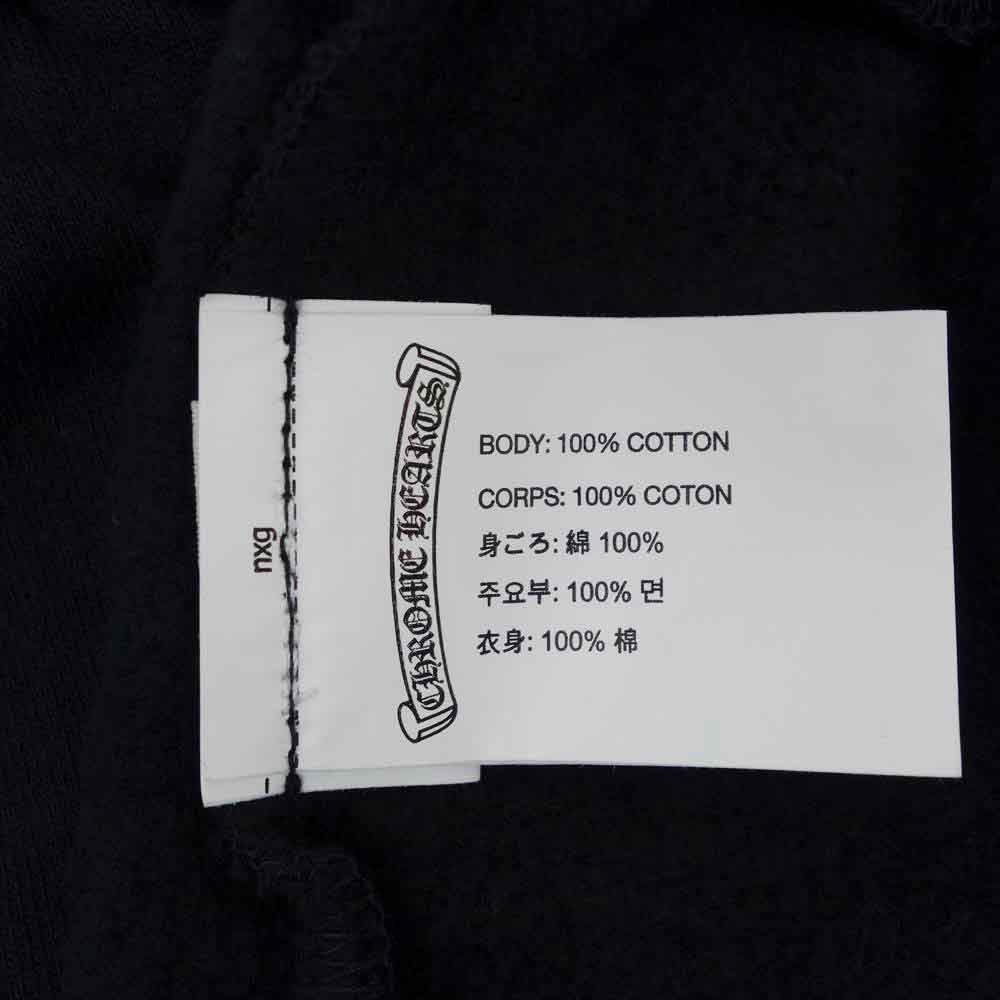 nxg
CHROME HEARTS
BODY: 100% COTTON
CORPS: 100% COTON
身ごろ: 綿 100%
주요부: 100% 면
衣身: 100% 棉